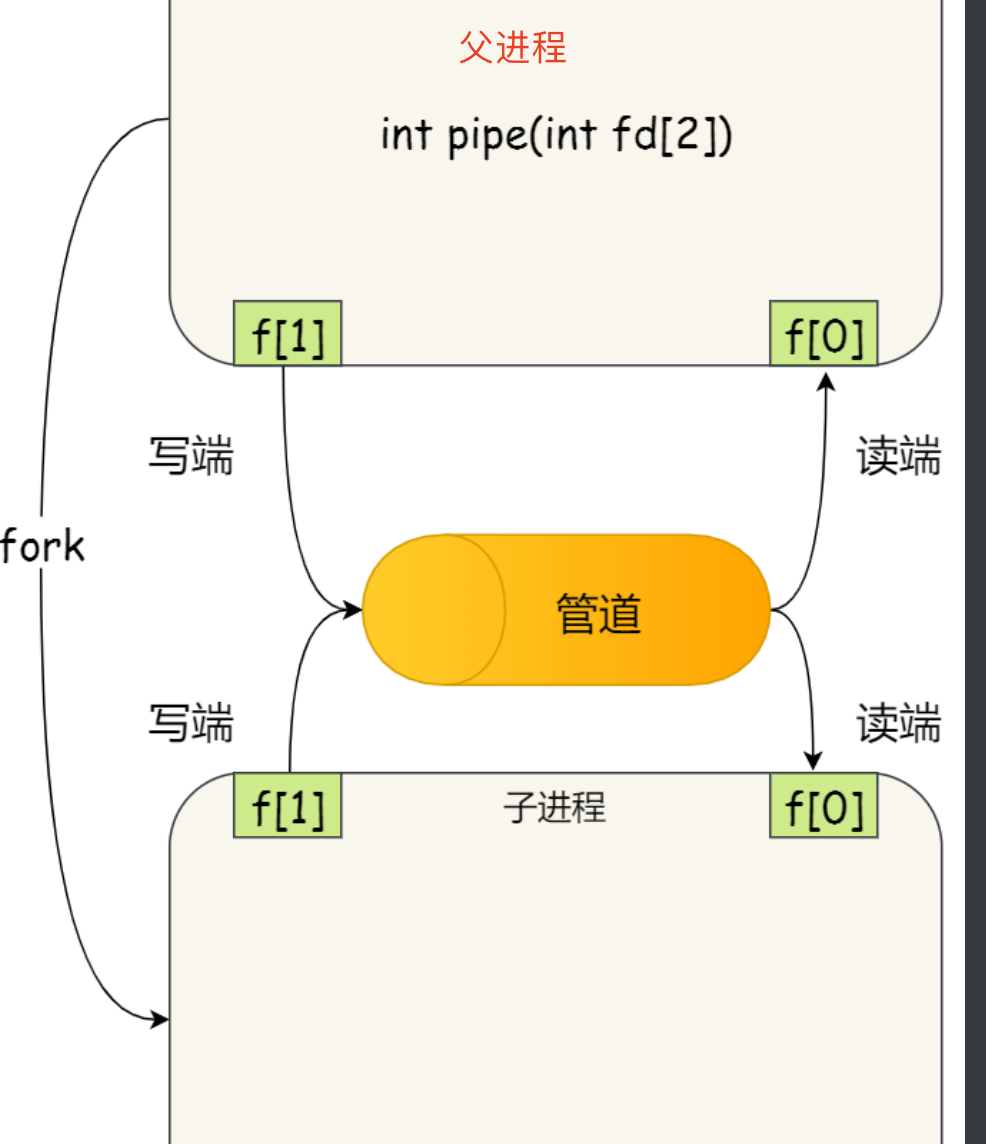 父进程
int pipe(int fd[2])
f[1]
f[0]
写端
读端
fork
管道
写端
读端
f[1]
子进程
f[0]